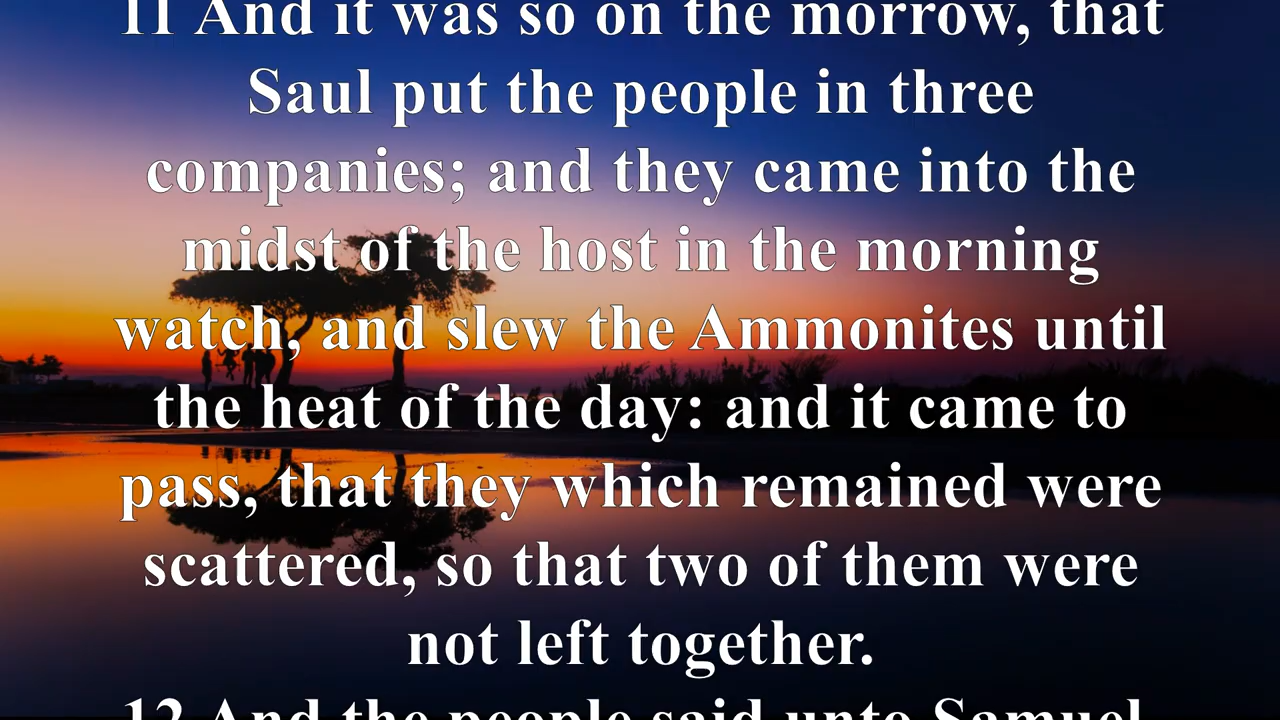 11 And it was so on the morrow, that
Saul put the people in three
companies; and they came into the
midst of the host in the morning
watch, and slew the Ammonites until
the heat of the day: and it came to
pass, that they which remained were
scattered, so that two of them were
not left together.
12 And the people said unto Samuel,